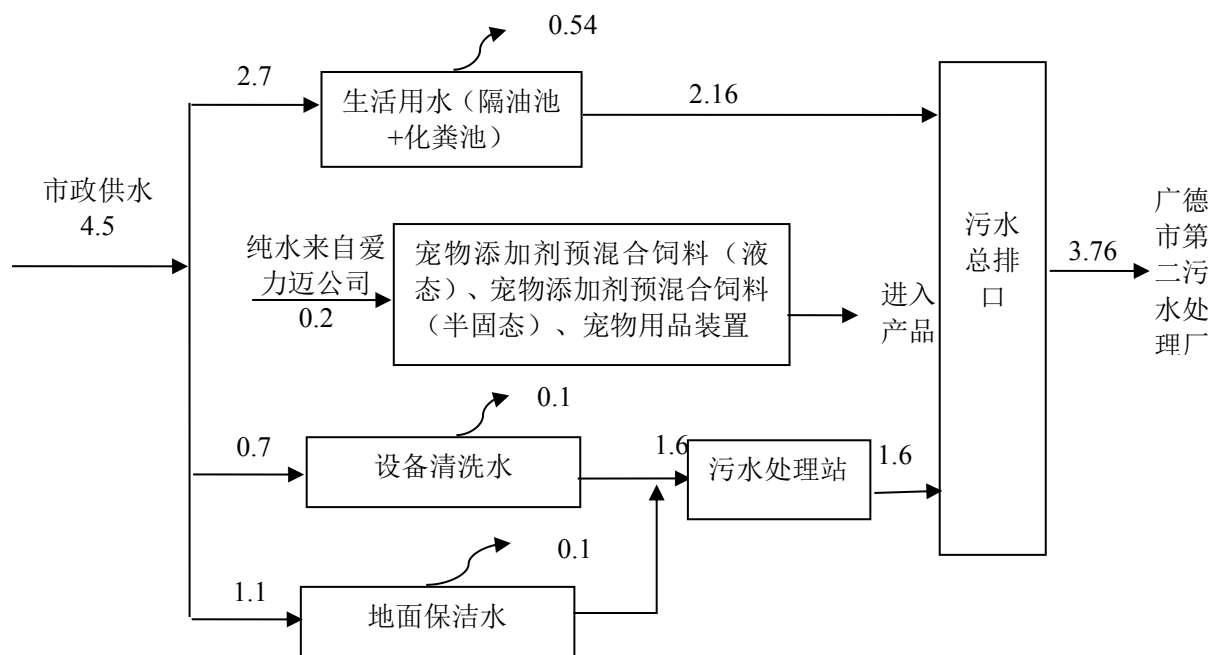 0.54
2.7
生活用水（隔油池
+化粪池）
2.16
市政供水
4.5
纯水来自爱
力迈公司
0.2
宠物添加剂预混合饲料（液
态）、宠物添加剂预混合饲料
（半固态）、宠物用品装置
进入
产品
污水
总排
口
3.76
广德
市第
二污
水处
理厂
0.1
0.7
设备清洗水
1.6
污水处理站
1.6
0.1
1.1
地面保洁水